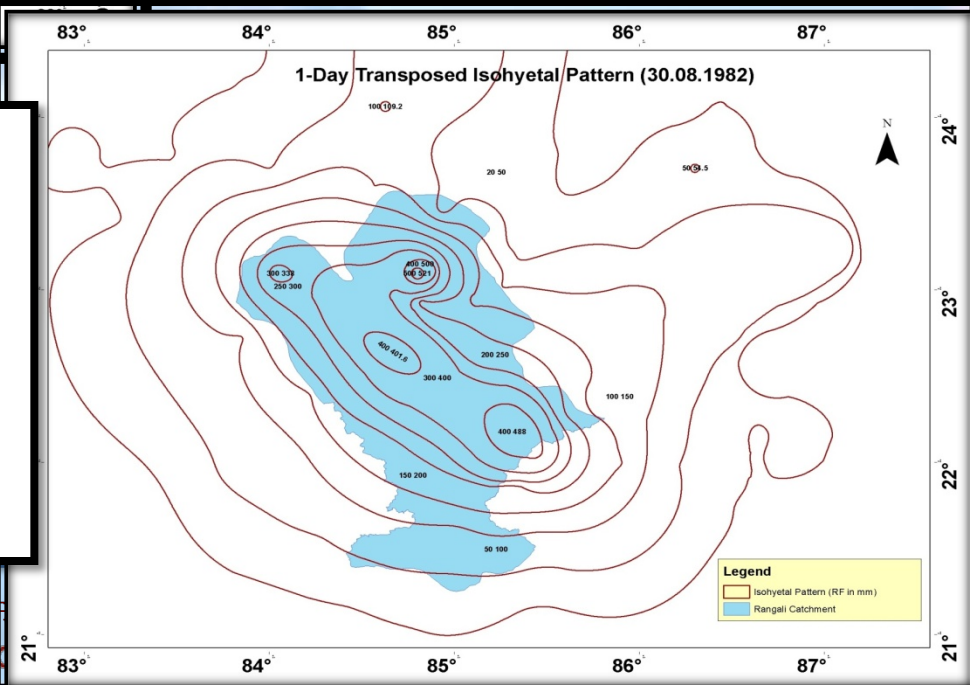 83° 84° 85° 86° 87°
1-Day Transposed Isohyetal Pattern (30.08.1982)
100 109.2
24°
N
20 50
50 54.5
400 500
300 338
500 521
250 300
23°
400 401.6
200 250
300 400
100 150
400 488
150 200
22°
50 100
Legend
Isohyetal Pattern (RF in mm)
Rangali Catchment
21° 21°
83° 84° 85° 86° 87°